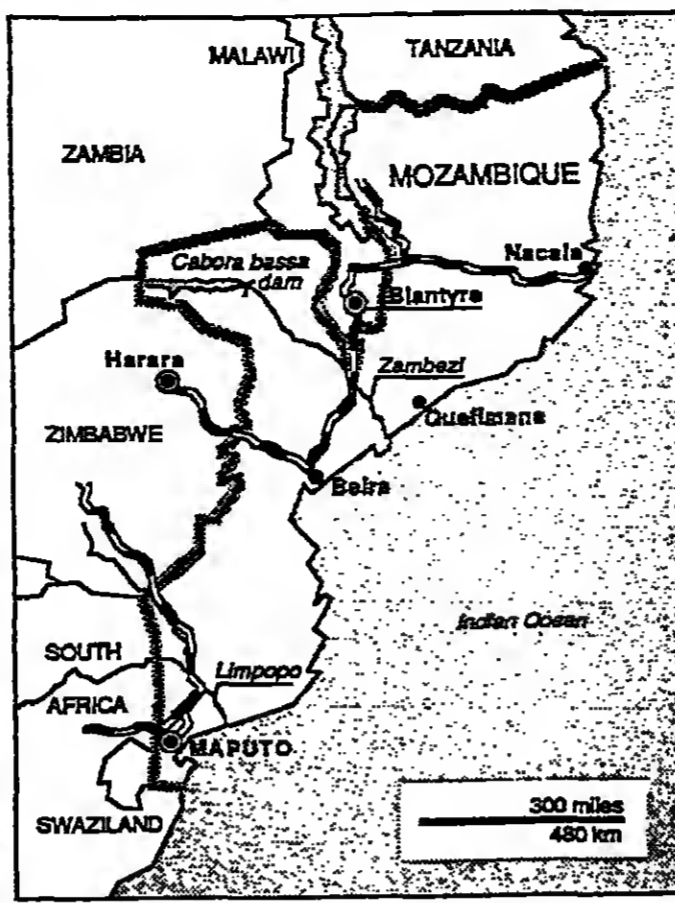 MALAWI
TANZANIA
ZAMBIA
MOZAMBIQUE
Cabora bassa
dam
Nacala
Blantyre
Harara
Zambezi
ZIMBABWE
Beira
Indian Ocean
SOUTH
AFRICA
Limpopo
MAPUTO
SWAZILAND
300 miles
480 km